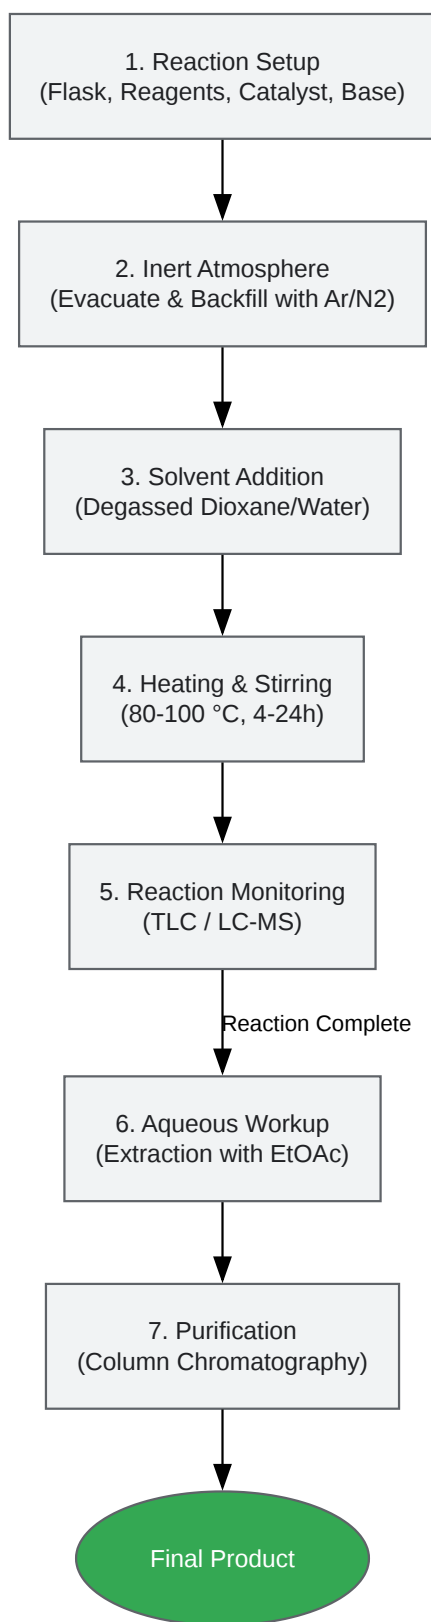 1. Reaction Setup
(Flask, Reagents, Catalyst, Base)
2. Inert Atmosphere
(Evacuate & Backfill with Ar/N2)
3. Solvent Addition
(Degassed Dioxane/Water)
4. Heating & Stirring
(80-100 °C, 4-24h)
5. Reaction Monitoring
(TLC / LC-MS)
Reaction Complete
6. Aqueous Workup
(Extraction with EtOAc)
7. Purification
(Column Chromatography)
Final Product